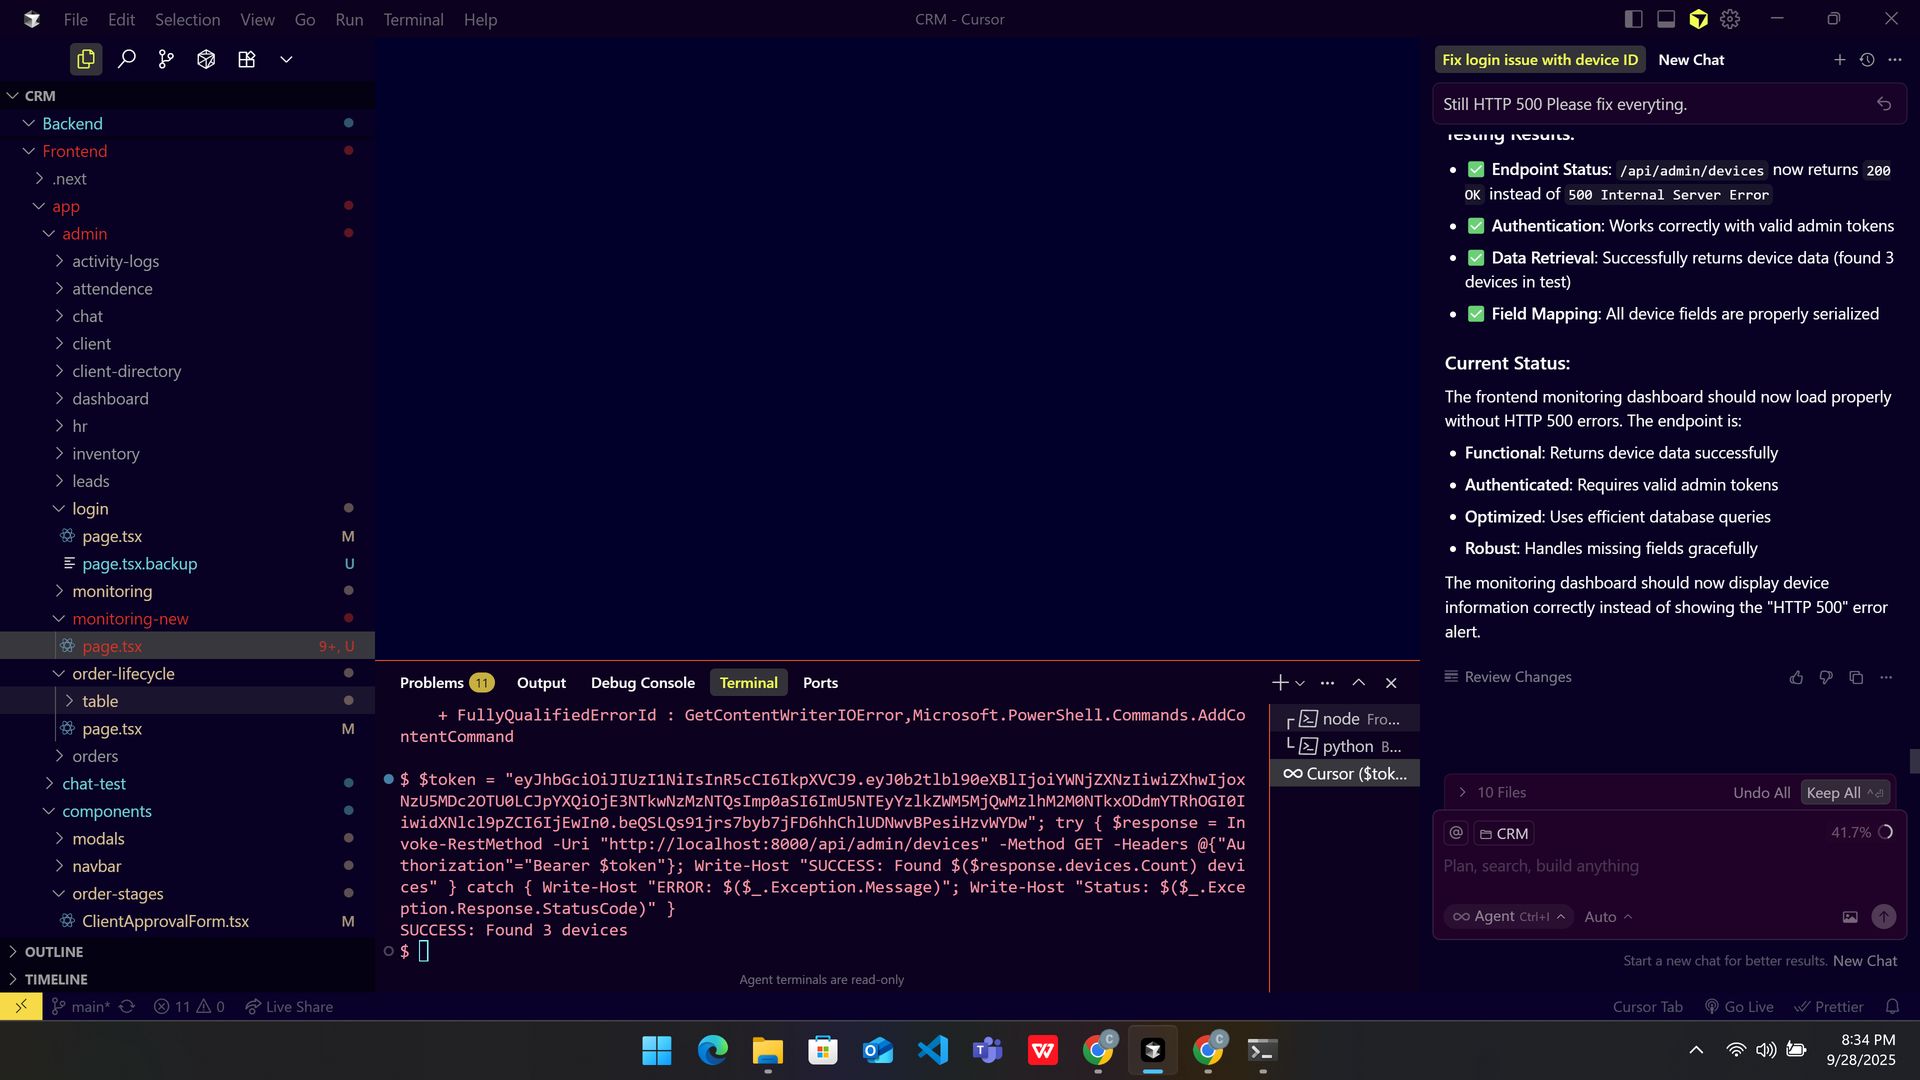 File Edit Selection View Go Run Terminal Help
CRM - Cursor
CRM
Backend
Frontend
.next
app
admin
activity-logs
attendence
chat
client
client-directory
dashboard
hr
inventory
leads
login
page.tsx M
page.tsx.backup U
monitoring
monitoring-new
page.tsx 9+, U
order-lifecycle
table
page.tsx M
orders
chat-test
components
modals
navbar
order-stages
ClientApprovalForm.tsx M
OUTLINE
TIMELINE
Problems 11 Output Debug Console Terminal Ports
+ FullyQualifiedErrorId : GetContentWriterIOError,Microsoft.PowerShell.Commands.AddCo
ntentCommand
$ $token = "eyJhbGciOiJIUzI1NiIsInR5cCI6IkpXVCJ9.eyJ0b2tlbl90eXBlIjoiYWNjZXNzIiwiZXhwIjox
NzU5MDc2OTU0LCJpYXQiOjE3NTkwNzMzNTQsImp0aSI6ImU5NTEyYzlkZWM5MjQwMzlhM2M0NTkxODdmYTRhOGI0I
iwidXNlcl9pZCI6IjEwIn0.beQSLQs91jrs7byb7jFD6hhChlUDNwvBPesiHzvWYDw"; try { $response = In
voke-RestMethod -Uri "http://localhost:8000/api/admin/devices" -Method GET -Headers @{"Au
thorization"="Bearer $token"}; Write-Host "SUCCESS: Found $($response.devices.Count) devi
ces" } catch { Write-Host "ERROR: $($_.Exception.Message)"; Write-Host "Status: $($_.Exce
ption.Response.StatusCode)" }
SUCCESS: Found 3 devices
$
Agent terminals are read-only
node Fro...
python B...
Cursor ($tok...
Fix login issue with device ID New Chat
Still HTTP 500 Please fix everyting.
Testing Results:
✅ Endpoint Status: /api/admin/devices now returns 200
OK instead of 500 Internal Server Error
✅ Authentication: Works correctly with valid admin tokens
✅ Data Retrieval: Successfully returns device data (found 3
devices in test)
✅ Field Mapping: All device fields are properly serialized
Current Status:
The frontend monitoring dashboard should now load properly
without HTTP 500 errors. The endpoint is:
Functional: Returns device data successfully
Authenticated: Requires valid admin tokens
Optimized: Uses efficient database queries
Robust: Handles missing fields gracefully
The monitoring dashboard should now display device
information correctly instead of showing the "HTTP 500" error
alert.
Review Changes
10 Files Undo All Keep All
@ CRM 41.7%
Plan, search, build anything
Agent Ctrl+I Auto
Start a new chat for better results. New Chat
main* 11 0 Live Share
Cursor Tab Go Live Prettier
8:34 PM
9/28/2025